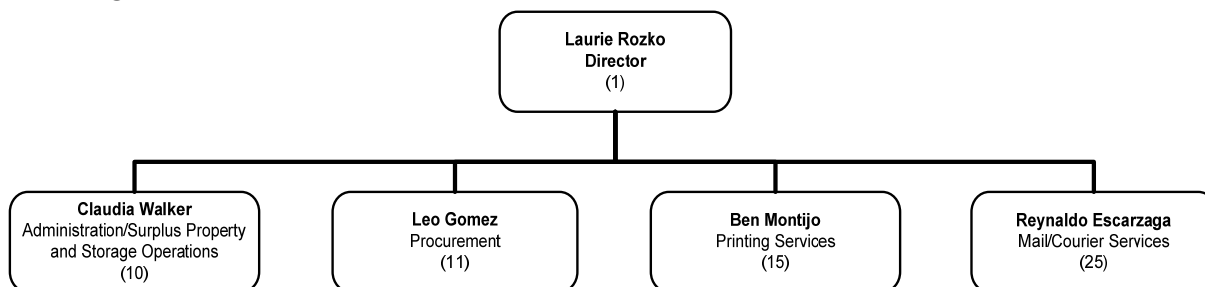 Laurie Rozko
Director
(1)
Claudia Walker
Administration/Surplus Property
and Storage Operations
(10)
Leo Gomez
Procurement
(11)
Ben Montijo
Printing Services
(15)
Reynaldo Escarzaga
Mail/Courier Services
(25)